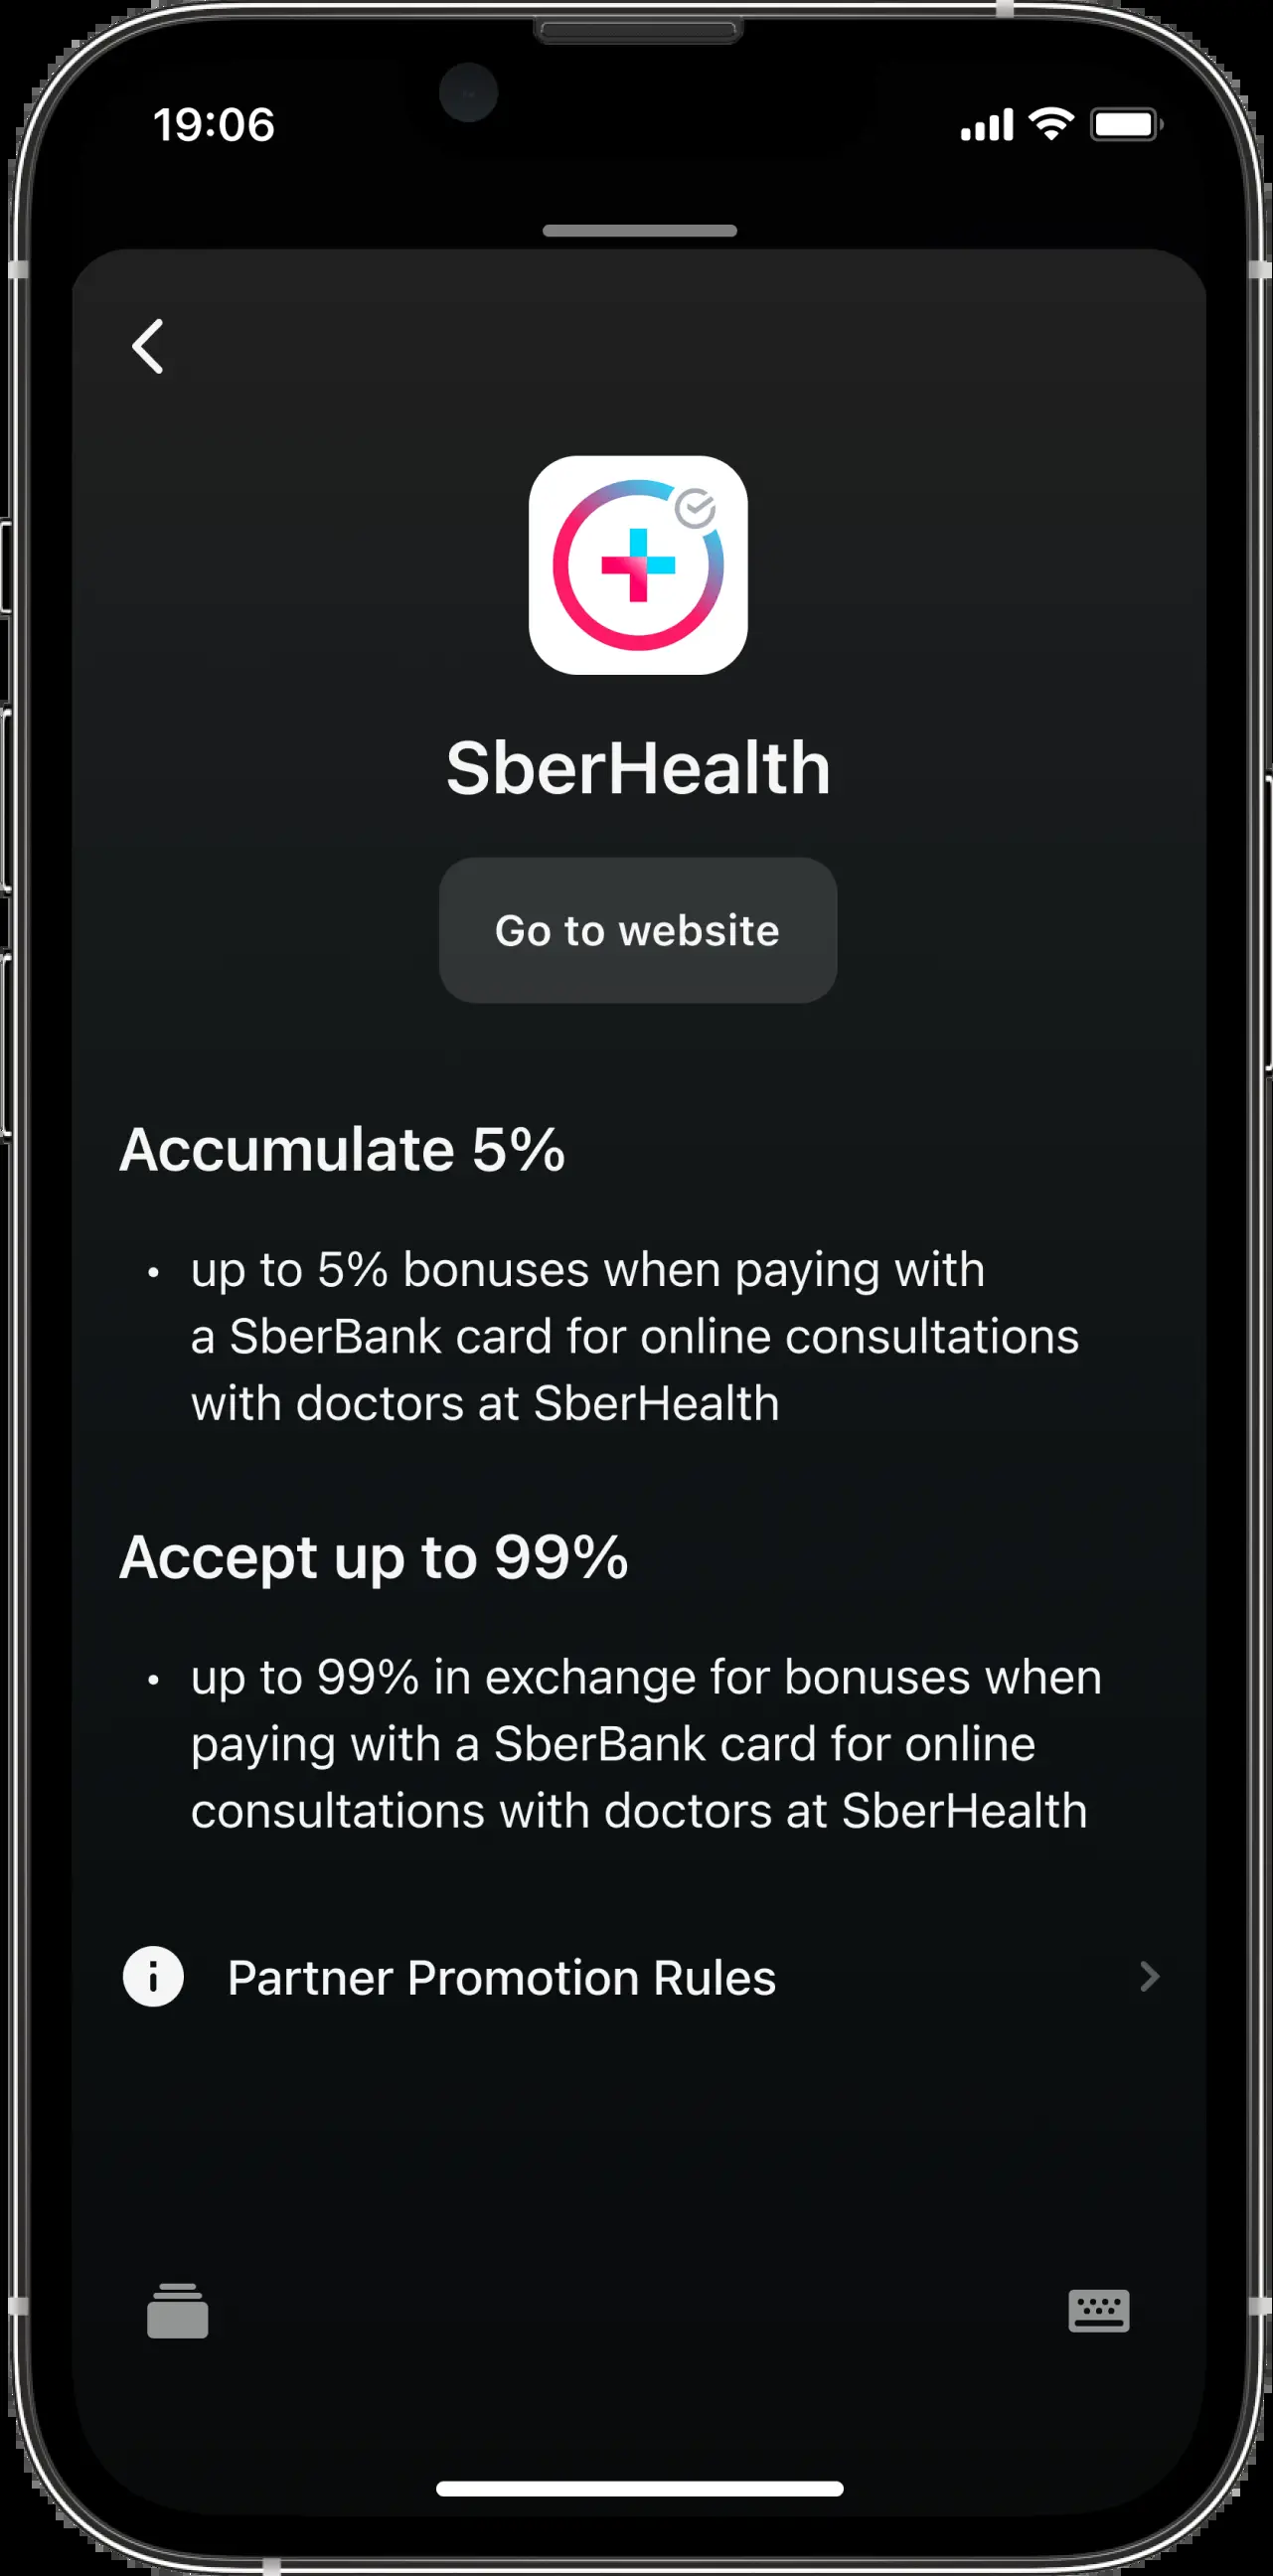 19:06
SberHealth
Go to website
Accumulate 5%
• up to 5% bonuses when paying with
a SberBank card for online consultations
with doctors at SberHealth
Accept up to 99%
• up to 99% in exchange for bonuses when
paying with a SberBank card for online
consultations with doctors at SberHealth
Partner Promotion Rules